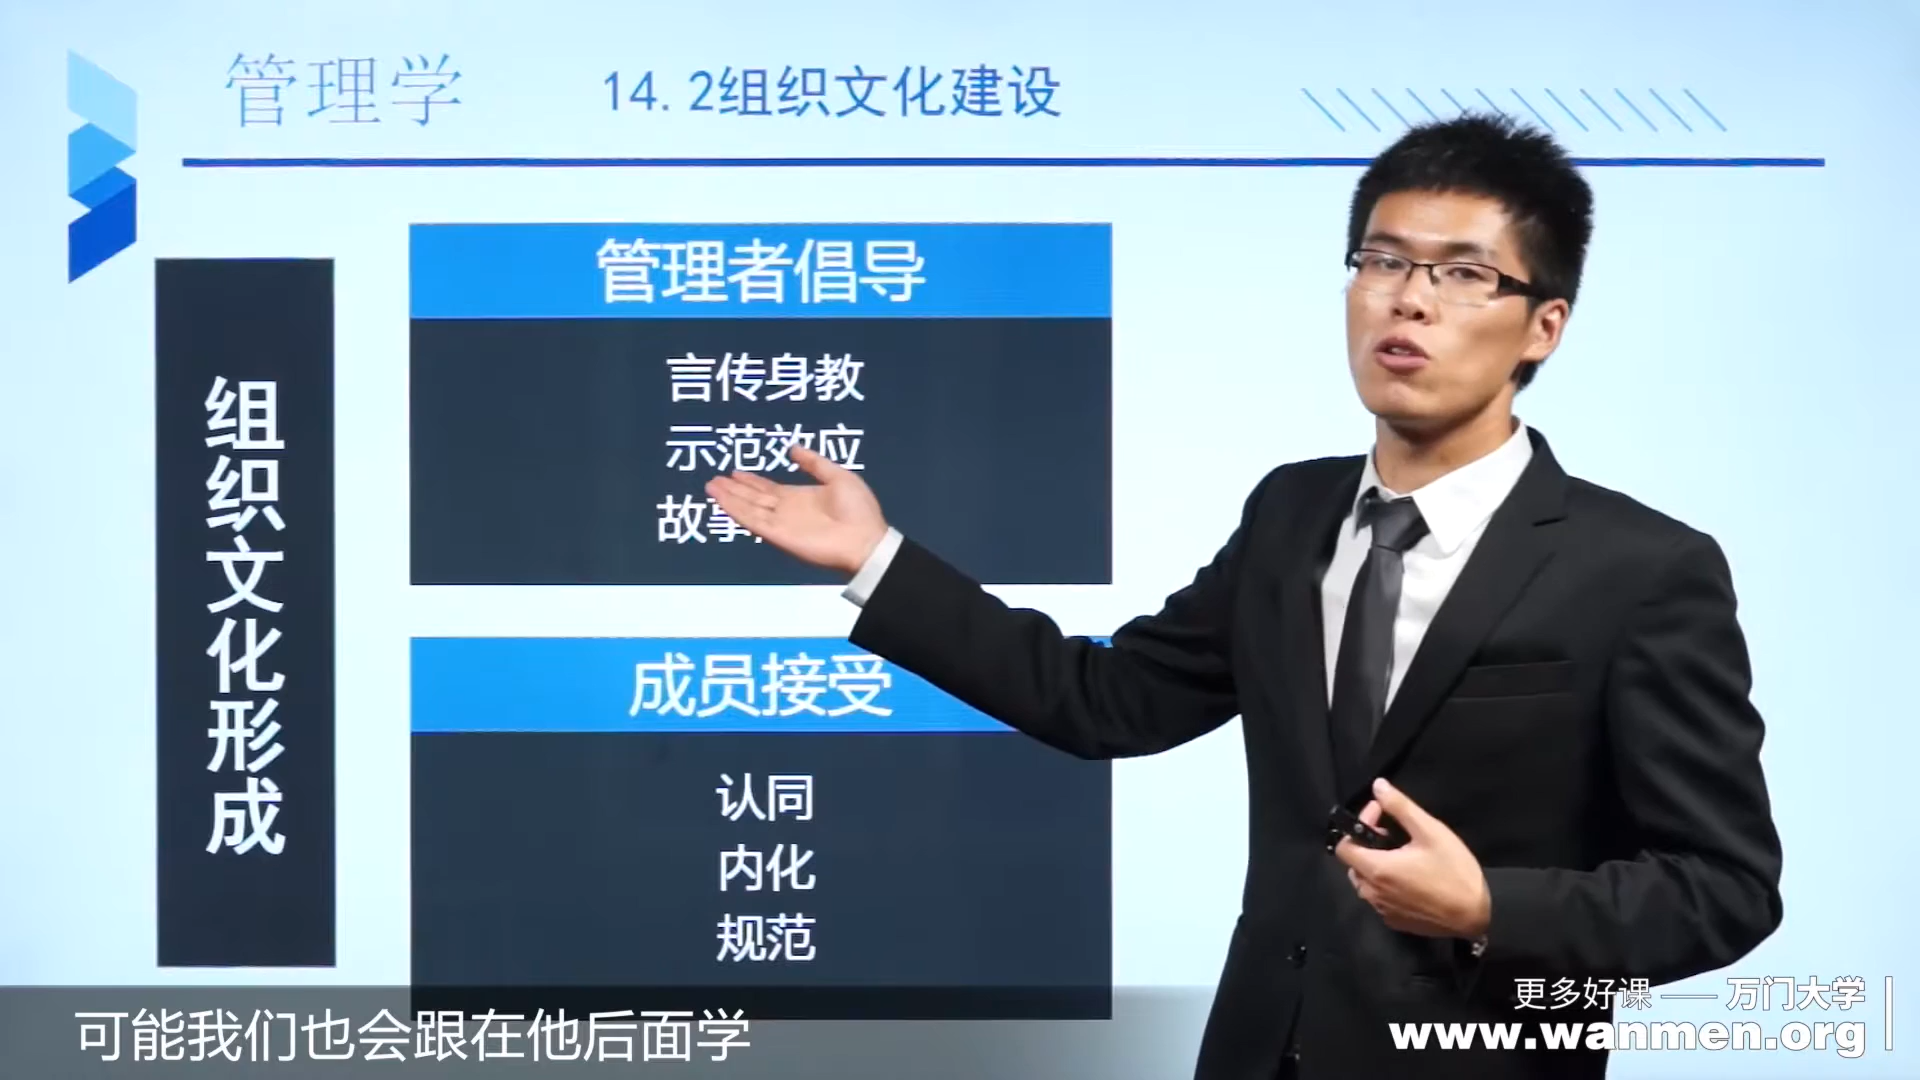 管理学
14.2组织文化建设
组织文化形成
管理者倡导
言传身教
示范效应
故事
成员接受
认同
内化
规范
可能我们也会跟在他后面学
更多好课 —— 万门大学
www.wanmen.org